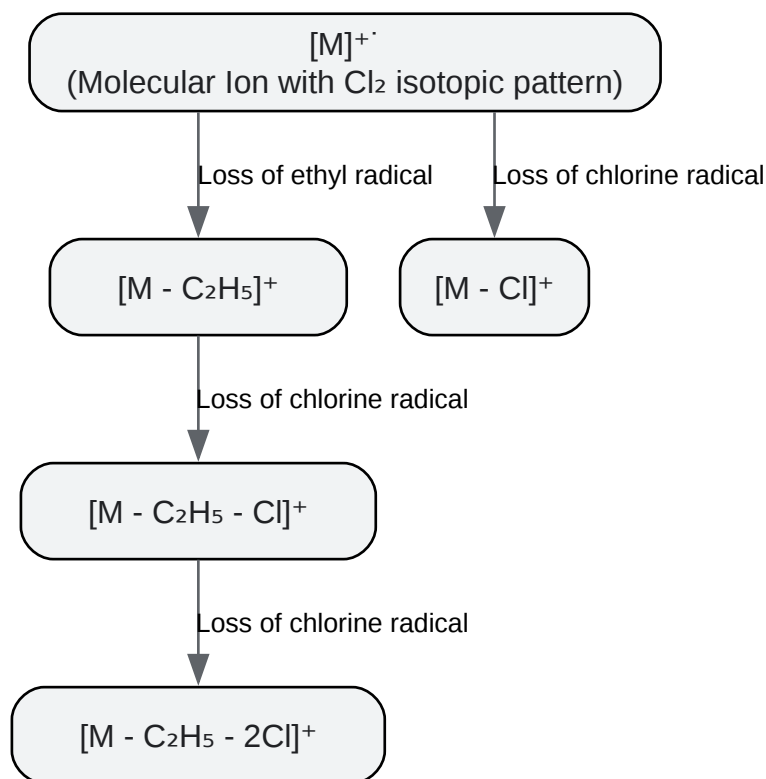 [M]⁺˙
(Molecular Ion with Cl₂ isotopic pattern)
Loss of ethyl radical
Loss of chlorine radical
[M - C₂H₅]⁺
[M - Cl]⁺
Loss of chlorine radical
[M - C₂H₅ - Cl]⁺
Loss of chlorine radical
[M - C₂H₅ - 2Cl]⁺